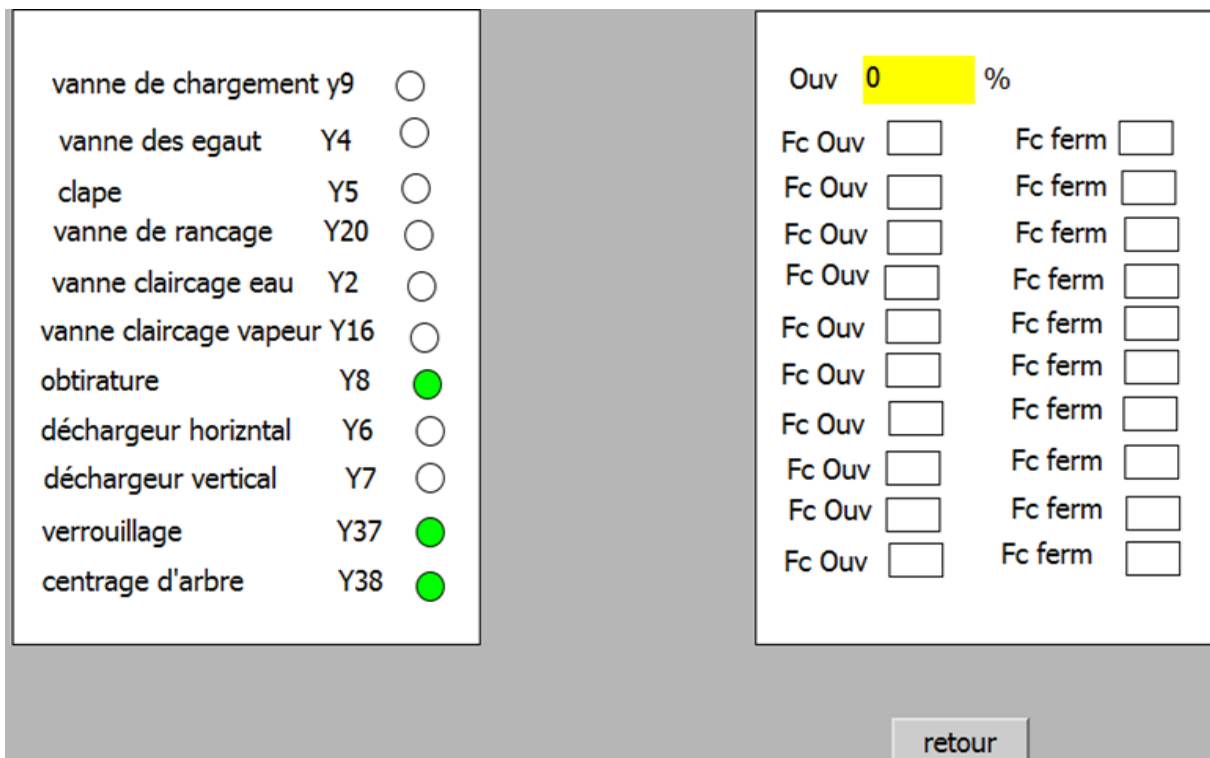 vanne de chargement y9
vanne des egaut Y4
clape Y5
vanne de rancage Y20
vanne claircage eau Y2
vanne claircage vapeur Y16
obtirature Y8
déchargeur horizntal Y6
déchargeur vertical Y7
verrouillage Y37
centrage d'arbre Y38
Ouv 0 %
Fc Ouv Fc ferm
Fc Ouv Fc ferm
Fc Ouv Fc ferm
Fc Ouv Fc ferm
Fc Ouv Fc ferm
Fc Ouv Fc ferm
Fc Ouv Fc ferm
Fc Ouv Fc ferm
Fc Ouv Fc ferm
Fc Ouv Fc ferm
retour